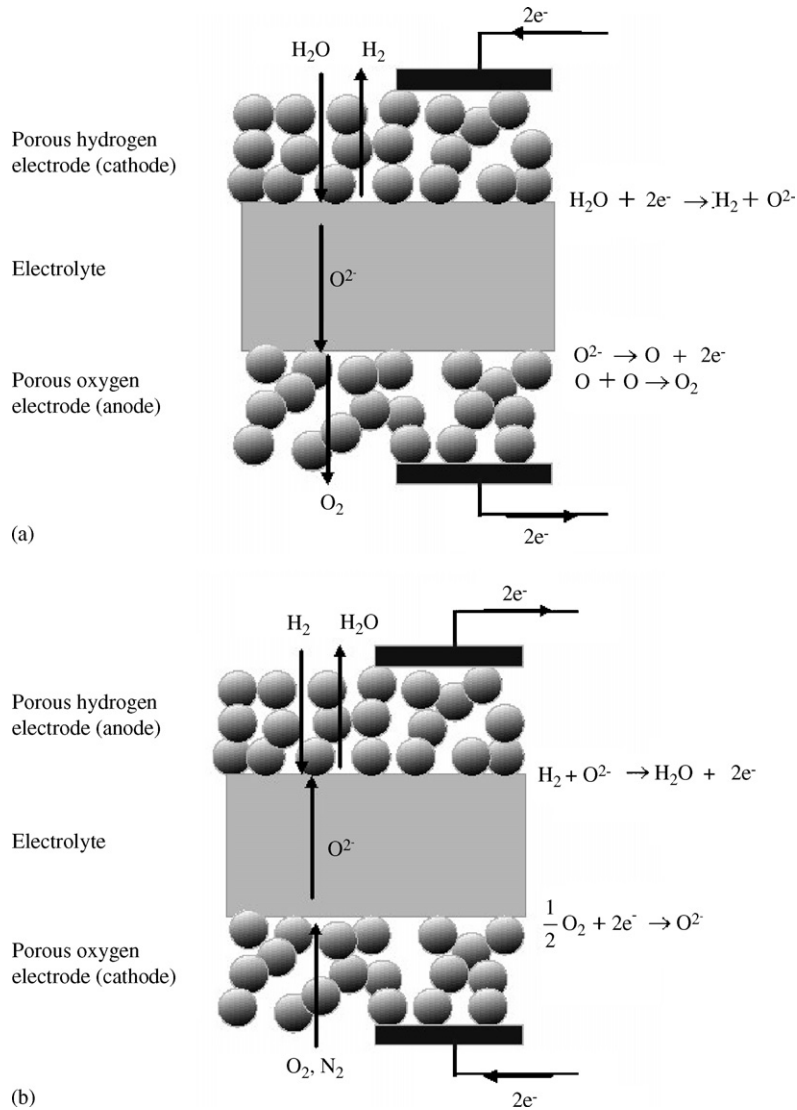 2e⁻
H₂O H₂
Porous hydrogen
electrode (cathode)
H₂O + 2e⁻ → H₂ + O²⁻
Electrolyte
O²⁻
O²⁻ → O + 2e⁻
Porous oxygen
electrode (anode)
O + O → O₂
O₂
(a)
2e⁻
2e⁻
H₂ H₂O
Porous hydrogen
electrode (anode)
H₂ + O²⁻ → H₂O + 2e⁻
Electrolyte
O²⁻
1/2 O₂ + 2e⁻ → O²⁻
Porous oxygen
electrode (cathode)
O₂, N₂
(b)
2e⁻